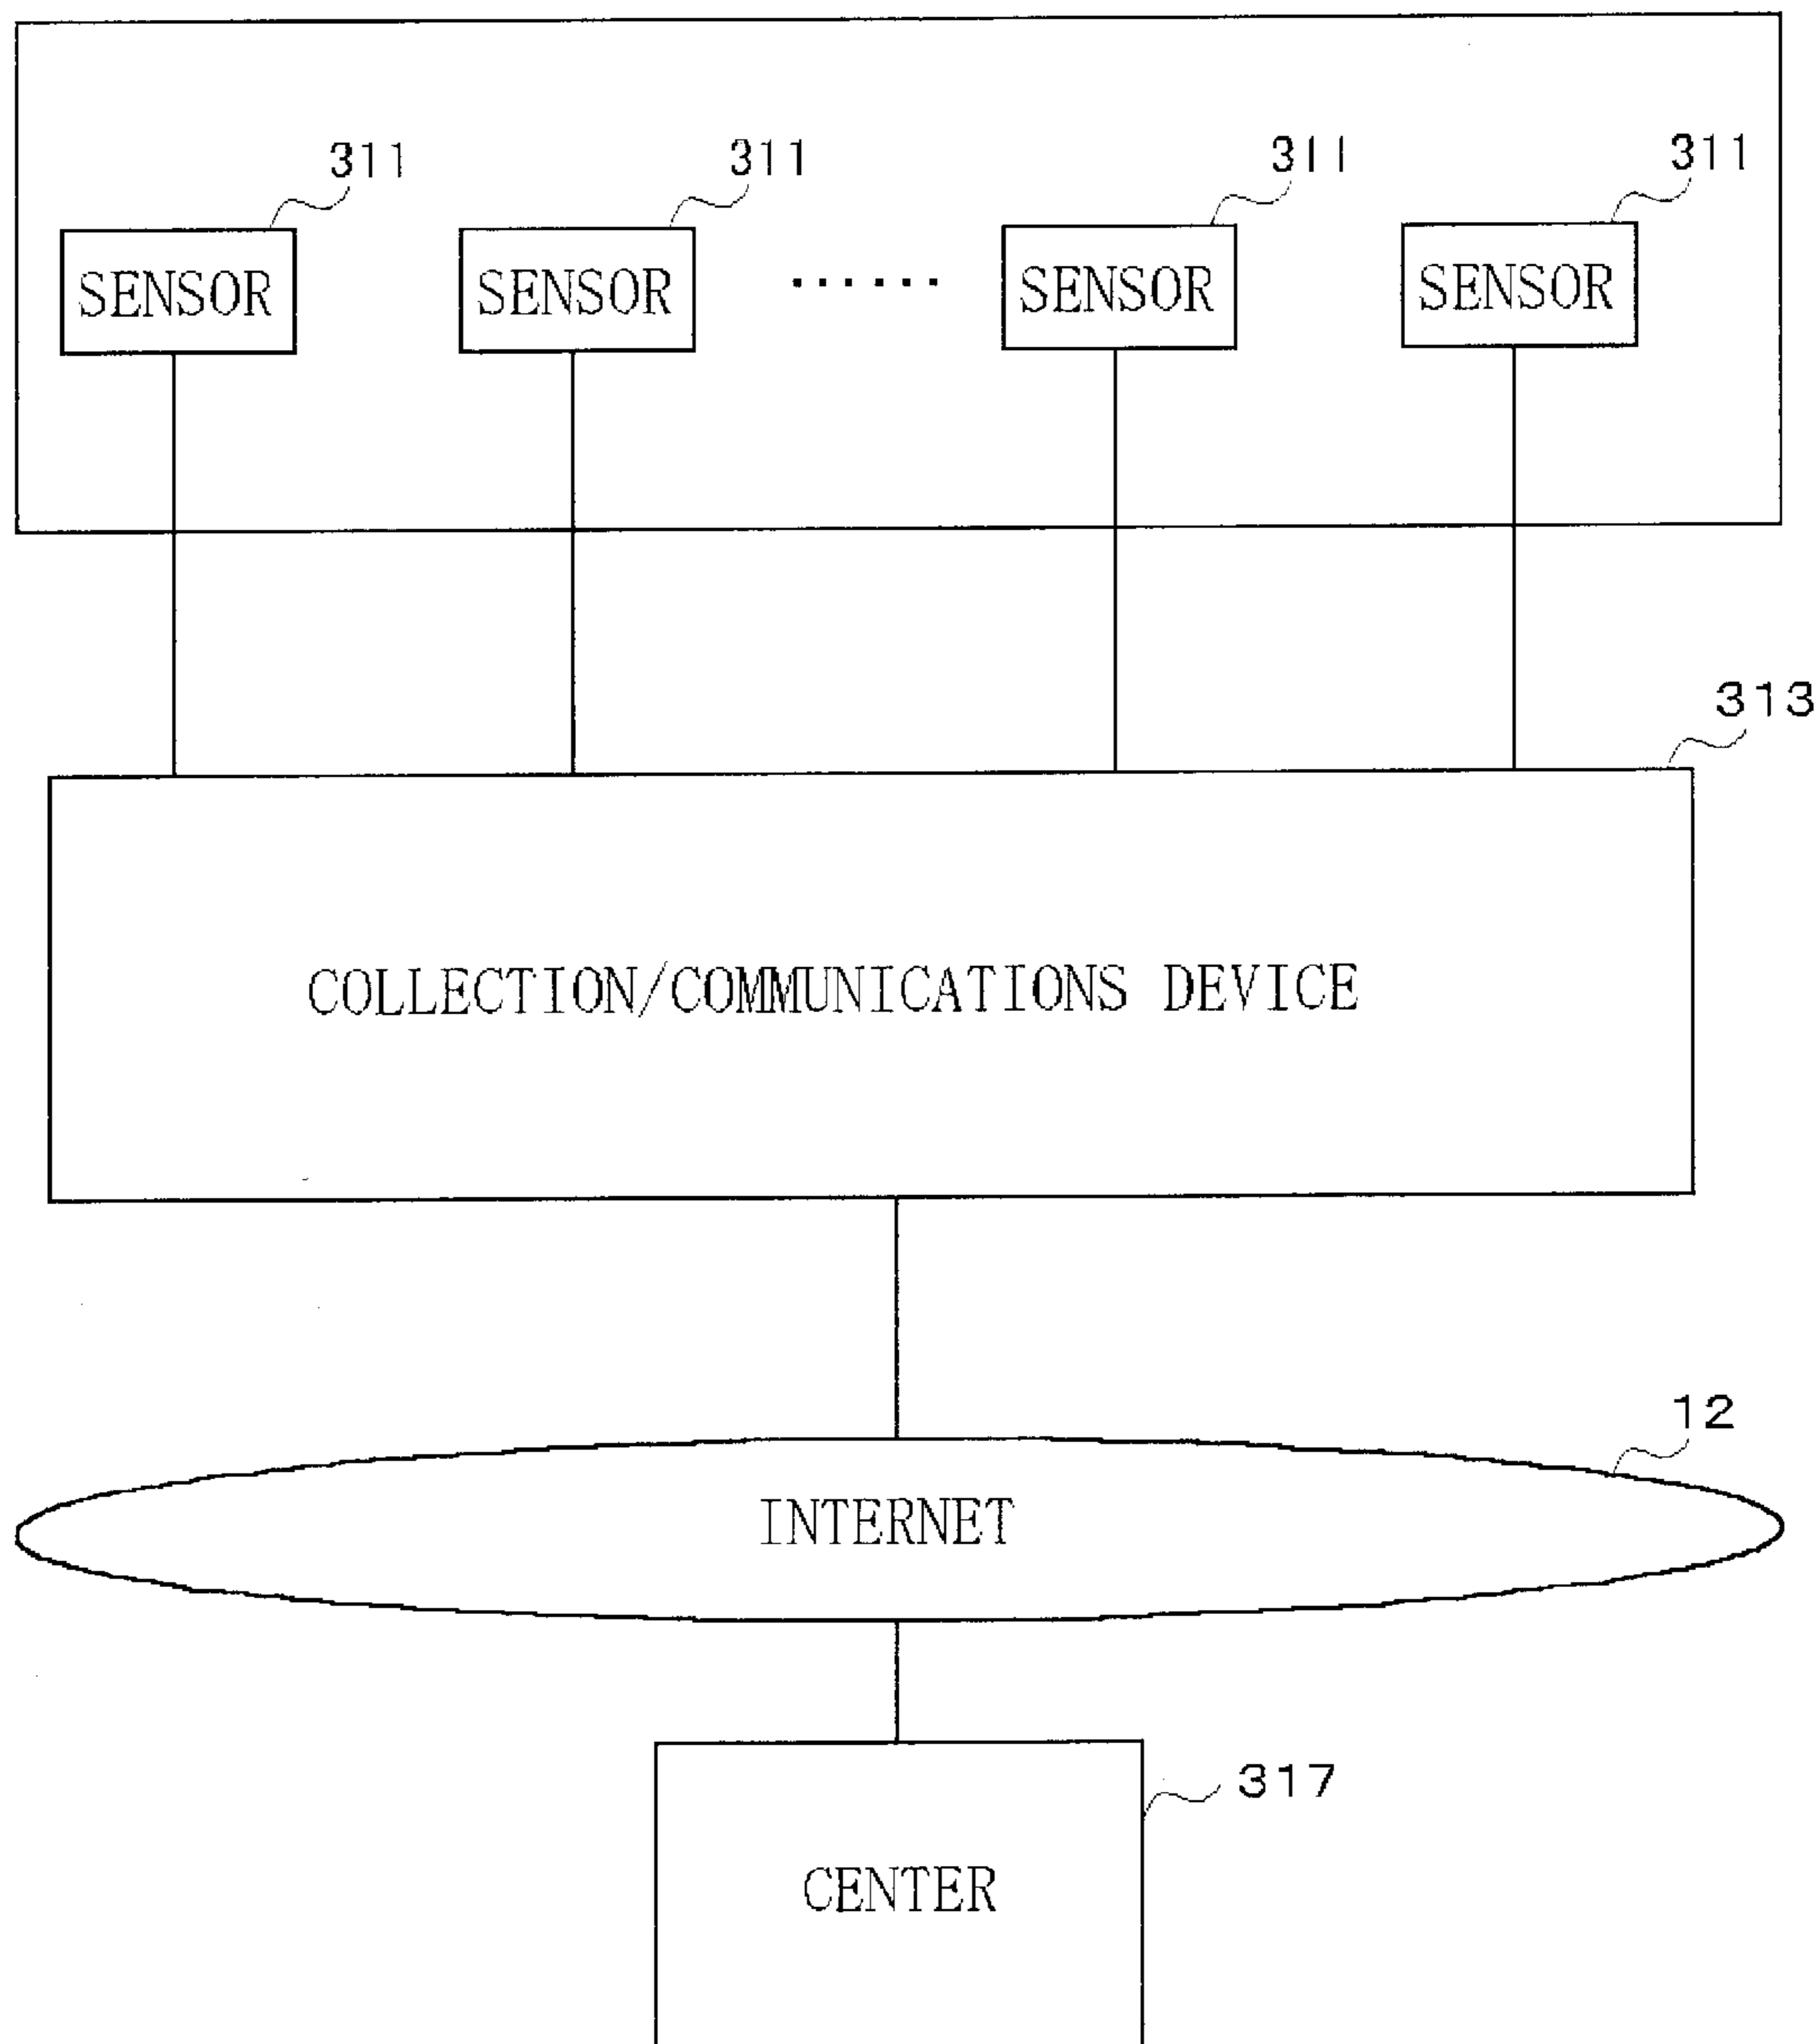 311 311 311 311
SENSOR SENSOR ...... SENSOR SENSOR
313
COLLECTION/COMMUNICATIONS DEVICE
12
INTERNET
317
CENTER